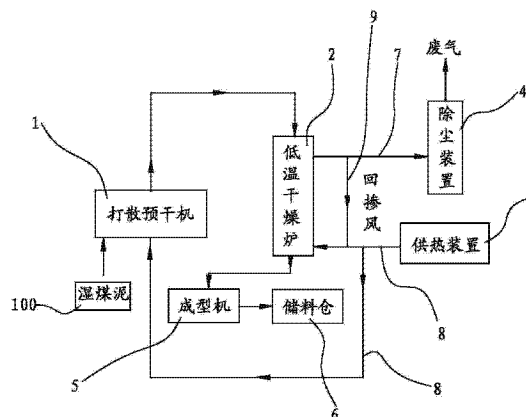 9
2
7
废气
4
1
除尘装置
低温干燥炉
打散预干机
回掺风
供热装置
8
100
湿煤泥
成型机
储料仓
5
6
8